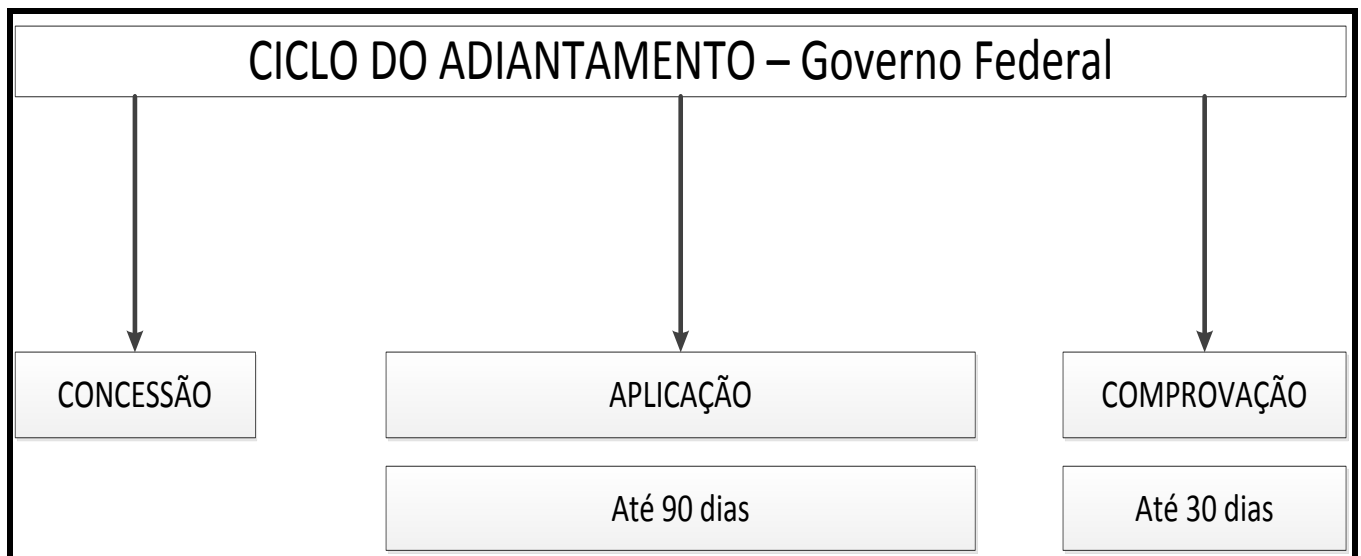 CICLO DO ADIANTAMENTO – Governo Federal
CONCESSÃO
APLICAÇÃO
COMPROVAÇÃO
Até 90 dias
Até 30 dias